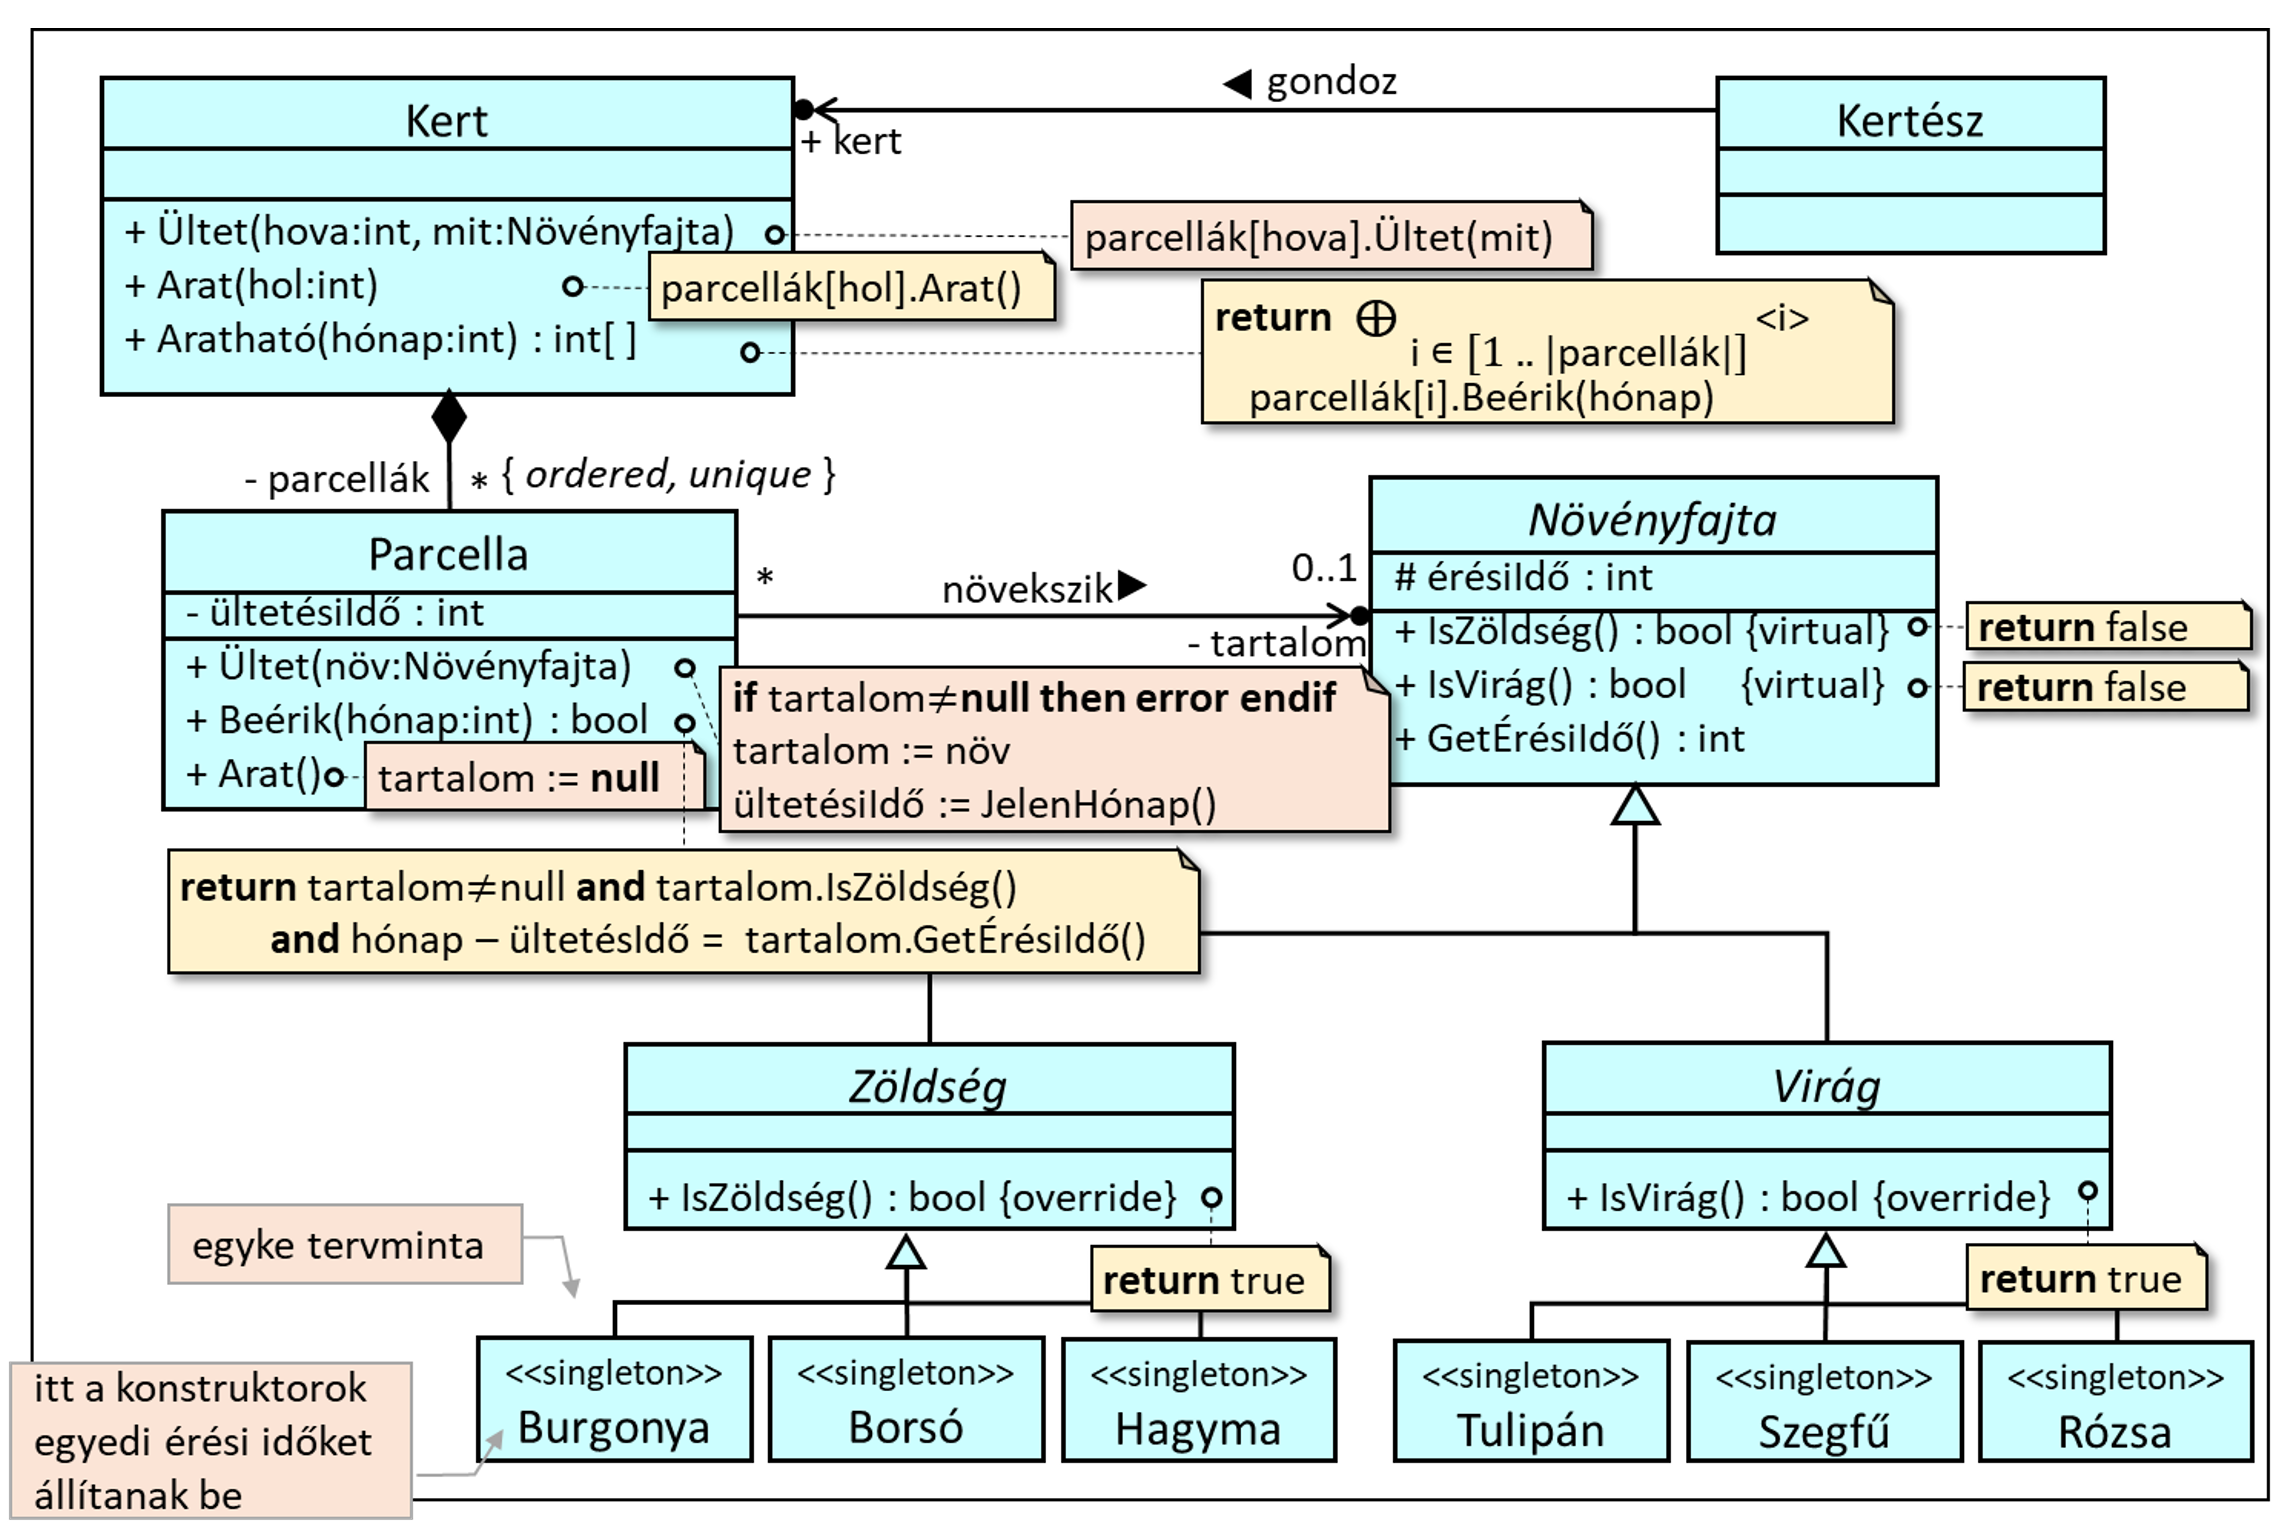 ◀ gondoz
Kert
Kertész
+ kert
+ Ültet(hova:int, mit:Növényfajta)
parcellák[hova].Ültet(mit)
+ Arat(hol:int)
parcellák[hol].Arat()
+ Aratható(hónap:int) : int[ ]
return ⊕ <i>
i ∈ [1 .. |parcellák|]
parcellák[i].Beérik(hónap)
- parcellák
* { ordered, unique }
Parcella
- ültetésiIdő : int
+ Ültet(növ:Növényfajta)
+ Beérik(hónap:int) : bool
+ Arat()
tartalom := null
*
növekszik▶
0..1
- tartalom
Növényfajta
# érésiIdő : int
+ IsZöldség() : bool {virtual}
return false
+ IsVirág() : bool {virtual}
return false
+ GetÉrésiIdő() : int
if tartalom≠null then error endif
tartalom := növ
ültetésiIdő := JelenHónap()
return tartalom≠null and tartalom.IsZöldség()
and hónap – ültetésIdő = tartalom.GetÉrésiIdő()
Zöldség
+ IsZöldség() : bool {override}
return true
Virág
+ IsVirág() : bool {override}
return true
egyke tervminta
itt a konstruktorok
egyedi érési időket
állítanak be
<<singleton>>
Burgonya
<<singleton>>
Borsó
<<singleton>>
Hagyma
<<singleton>>
Tulipán
<<singleton>>
Szegfű
<<singleton>>
Rózsa